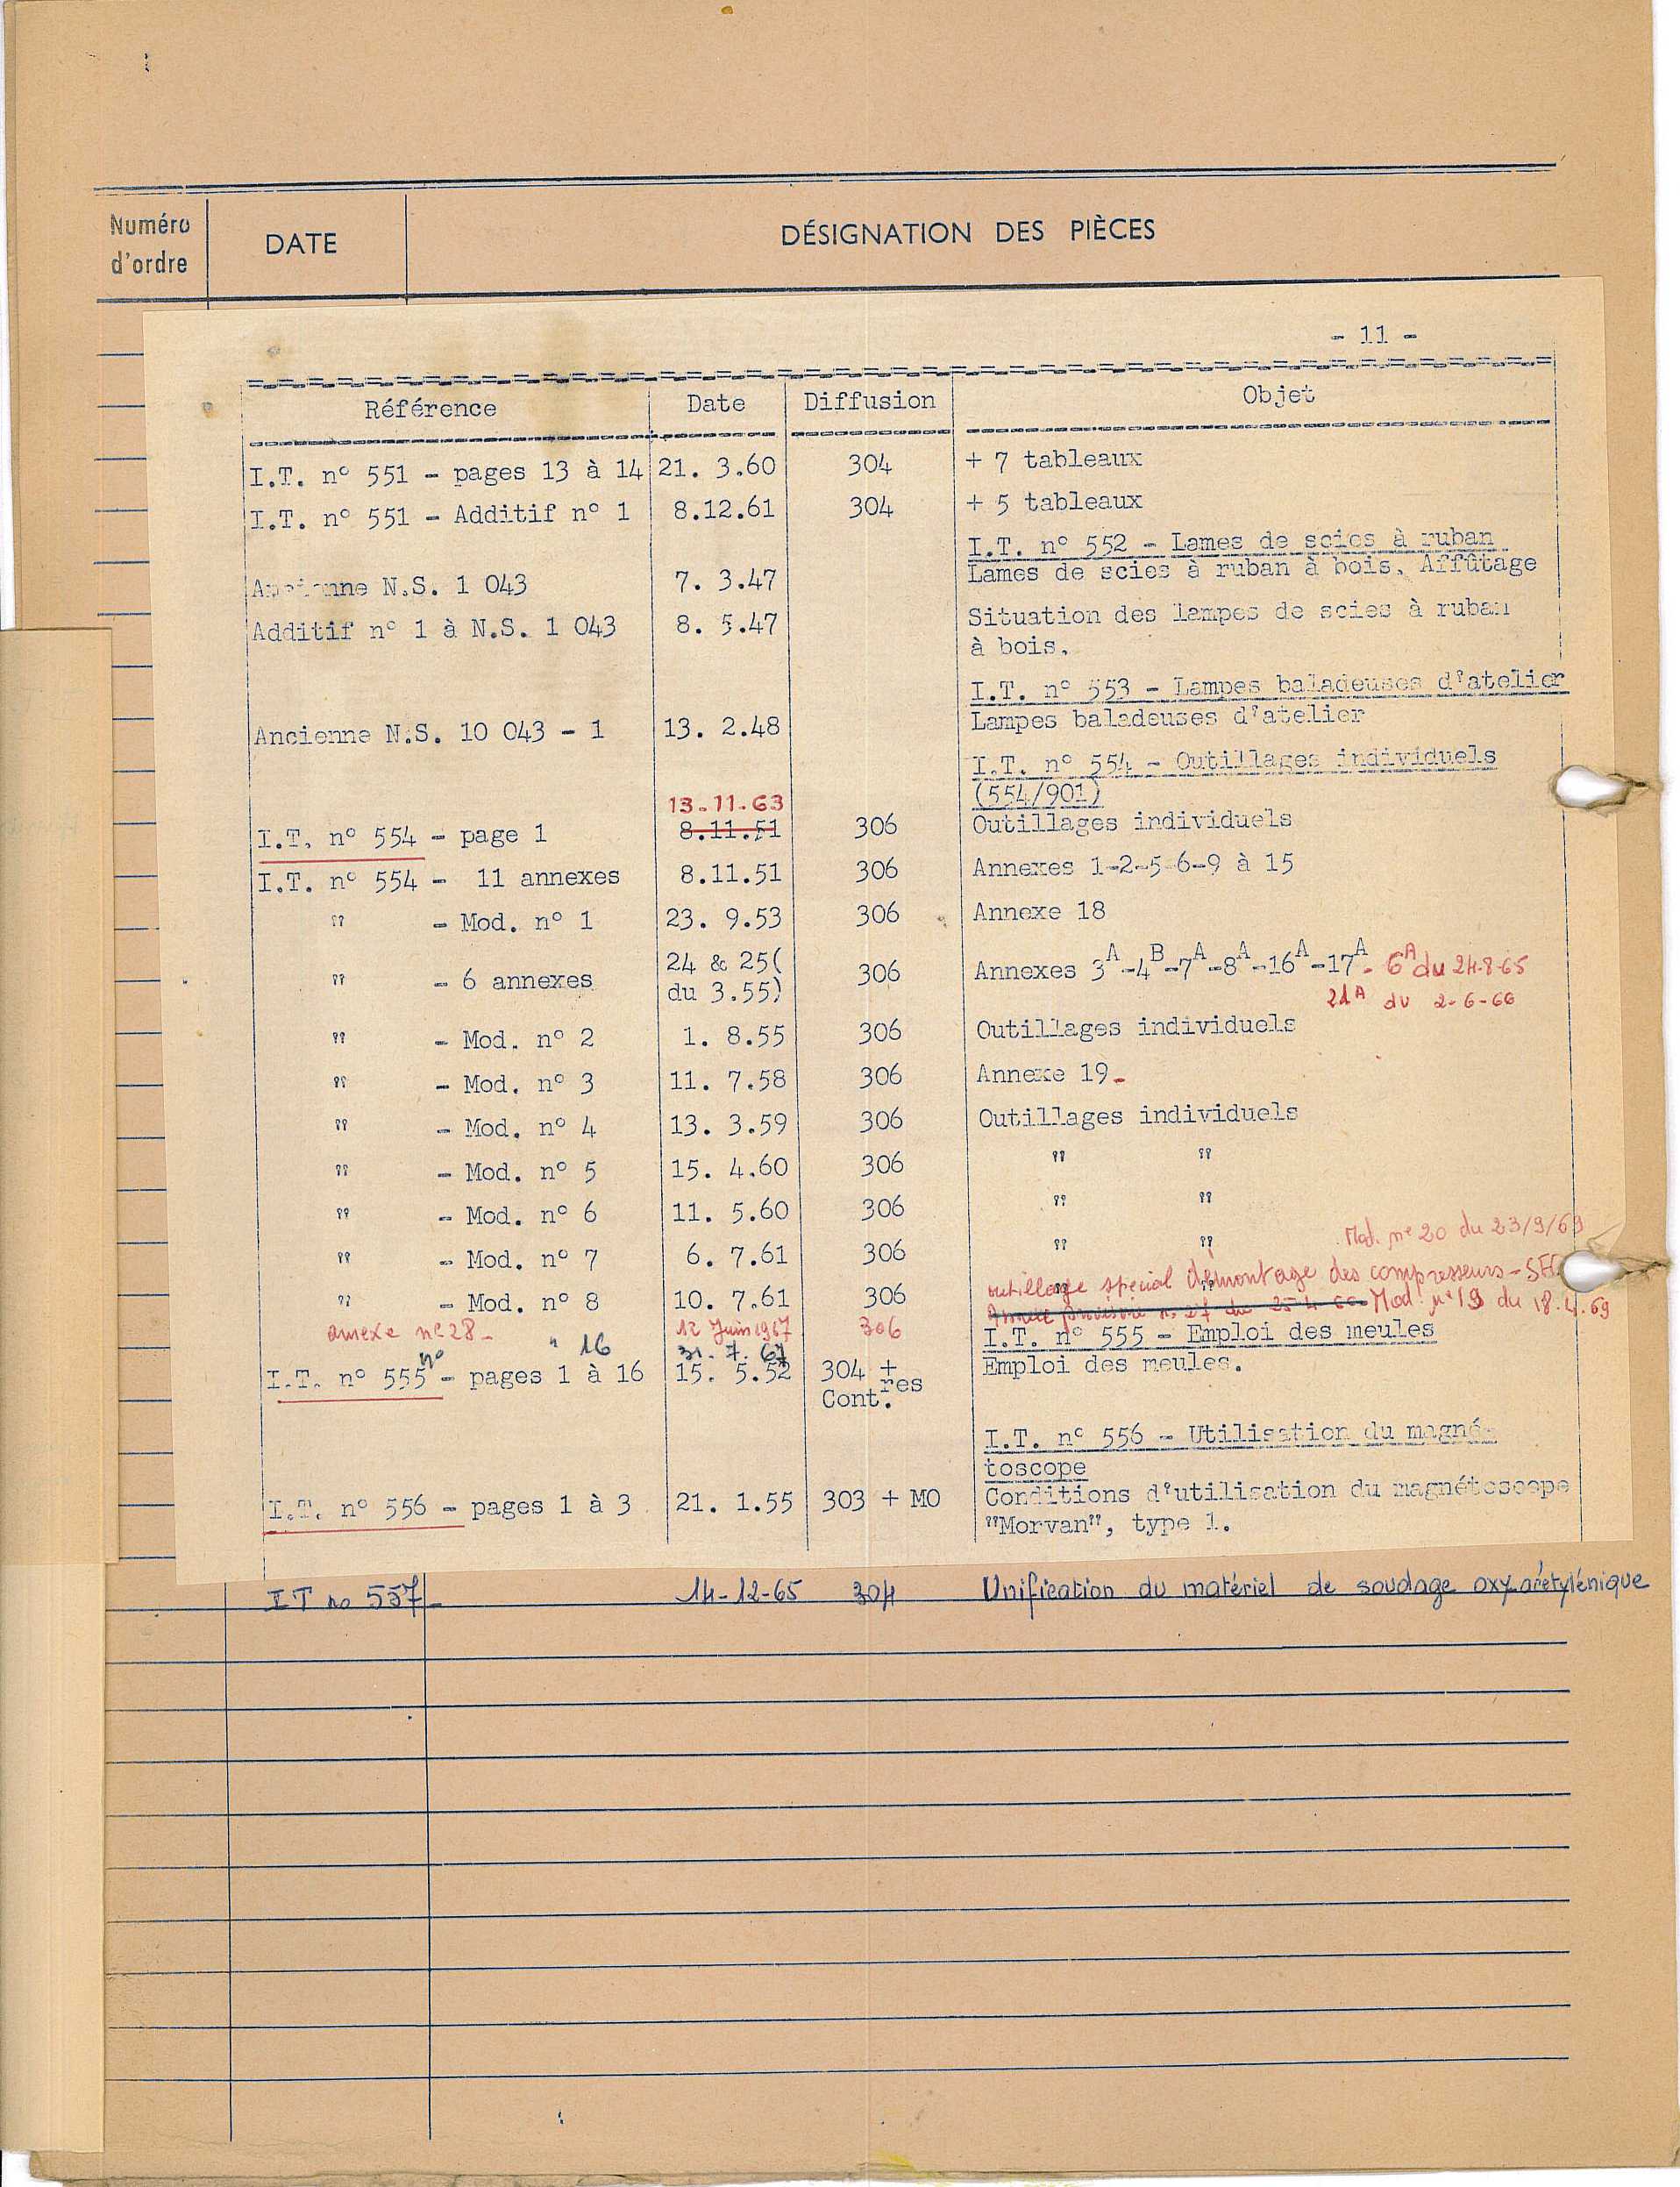 Numéro
d'ordre
DATE
DÉSIGNATION DES PIÈCES
- 11 -
Référence Date Diffusion Objet
I.T. n° 551 - pages 13 à 14 21. 3.60 304 + 7 tableaux
I.T. n° 551 - Additif n° 1 8.12.61 304 + 5 tableaux
I.T. n° 552 - Lames de scies à ruban
Ancienne N.S. 1 043 7. 3.47 Lames de scies à ruban à bois. Affûtage
Additif n° 1 à N.S. 1 043 8. 5.47 Situation des lampes de scies à ruban
à bois.
I.T. n° 553 - Lampes baladeuses d'atelier
Ancienne N.S. 10 043 - 1 13. 2.48 Lampes baladeuses d'atelier
I.T. n° 554 - Outillages individuels
(554/901)
13-11-63
I.T. n° 554 - page 1 8.11.51 306 Outillages individuels
I.T. n° 554 - 11 annexes 8.11.51 306 Annexes 1-2-5-6-9 à 15
" - Mod. n° 1 23. 9.53 306 Annexe 18
" - 6 annexes 24 & 25( 306 Annexes 3A-4B-7A-8A-16A-17A - 6A du 24-8-65
du 3.55) 21A du 2-6-66
" - Mod. n° 2 1. 8.55 306 Outillages individuels
" - Mod. n° 3 11. 7.58 306 Annexe 19-
" - Mod. n° 4 13. 3.59 306 Outillages individuels
" - Mod. n° 5 15. 4.60 306 " "
" - Mod. n° 6 11. 5.60 306 " "
Mod. n° 20 du 23/9/69
" - Mod. n° 7 6. 7.61 306 " "
outillage spécial démontage des compresseurs -
" - Mod. n° 8 10. 7.61 306 " "
Mod. n° 19 du 18.4.69
annexe n° 28- 12 Juin 1967 306
I.T. n° 555 - Emploi des meules
n° " 16 31. 7. 67
I.T. n° 555 - pages 1 à 16 15. 5.52 304 + Emploi des meules.
Cont.res
I.T. n° 556 - Utilisation du magné-
toscope
I.T. n° 556 - pages 1 à 3 21. 1.55 303 + MO Conditions d'utilisation du magnétoscope
"Morvan", type 1.
IT no 557 - 14-12-65 304 Unification du matériel de soudage oxyacétylénique